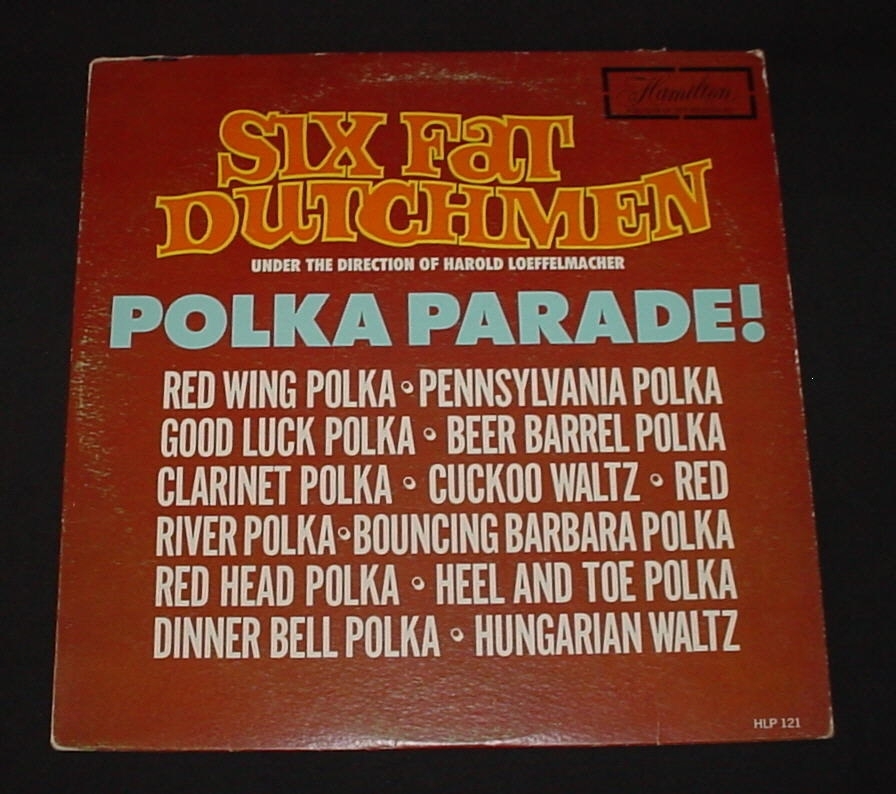 Hamilton
SIX FaT
DUTCHMEN
UNDER THE DIRECTION OF HAROLD LOEFFELMACHER
POLKA PARADE!
RED WING POLKA • PENNSYLVANIA POLKA
GOOD LUCK POLKA • BEER BARREL POLKA
CLARINET POLKA • CUCKOO WALTZ • RED
RIVER POLKA • BOUNCING BARBARA POLKA
RED HEAD POLKA • HEEL AND TOE POLKA
DINNER BELL POLKA • HUNGARIAN WALTZ
HLP 121